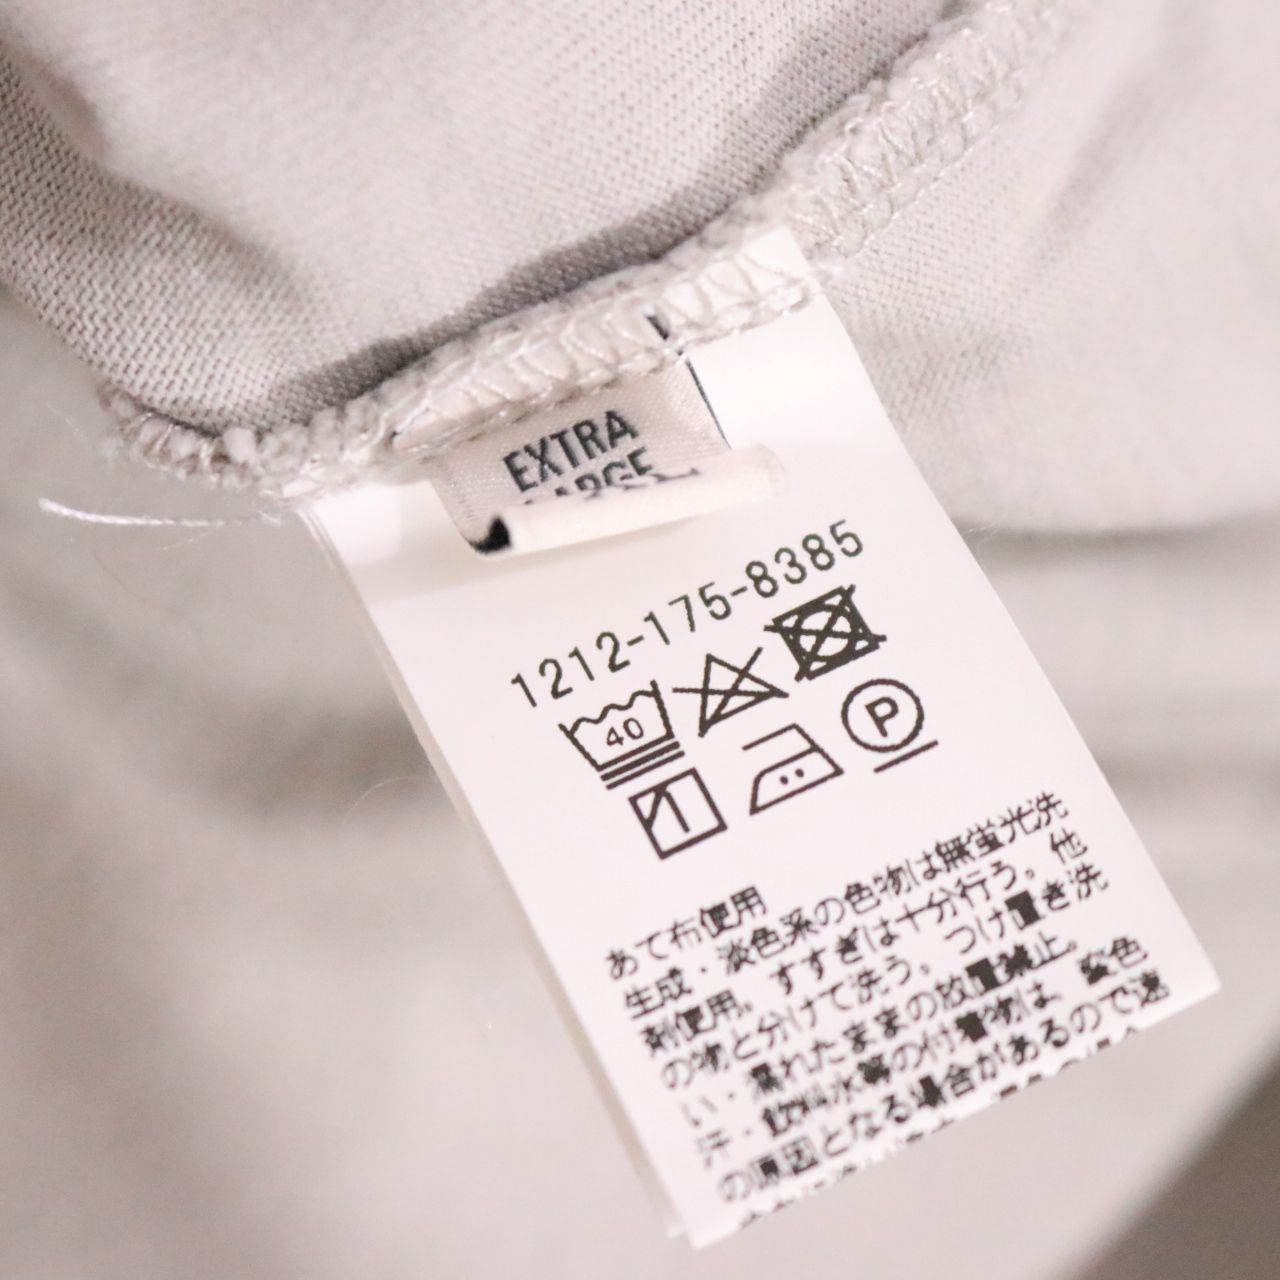 EXTRA
LARGE
1212-175-8385
40
P
あて布使用
生成・淡色系の色物は無蛍光洗
剤使用。すすぎは十分行う。他
の物と分けて洗う。つけ置き洗
い・濡れたままの放置禁止。
汗・飲料水等の付着物は、変色
の原因となる場合があるので速